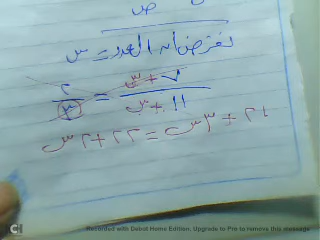 ص
نفرض ان العدد = س
٢ / ٣ = ٧ + س / ١١ + س
٢١ + ٣س = ٢٢ + ٢س
Recorded with Debut Home Edition. Upgrade to Pro to remove this message